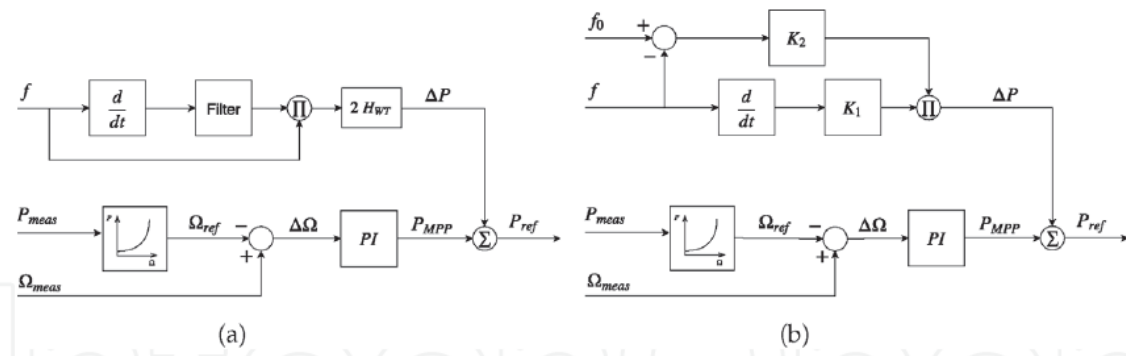 f
d
dt
Filter
Π
2 H_WT
ΔP
P_meas
P
Ω
Ω_ref
−
+
ΔΩ
PI
P_MPP
Σ
P_ref
Ω_meas
(a)
f_0
+
−
K_2
f
d
dt
K_1
Π
ΔP
P_meas
P
Ω
Ω_ref
−
+
ΔΩ
PI
P_MPP
Σ
P_ref
Ω_meas
(b)